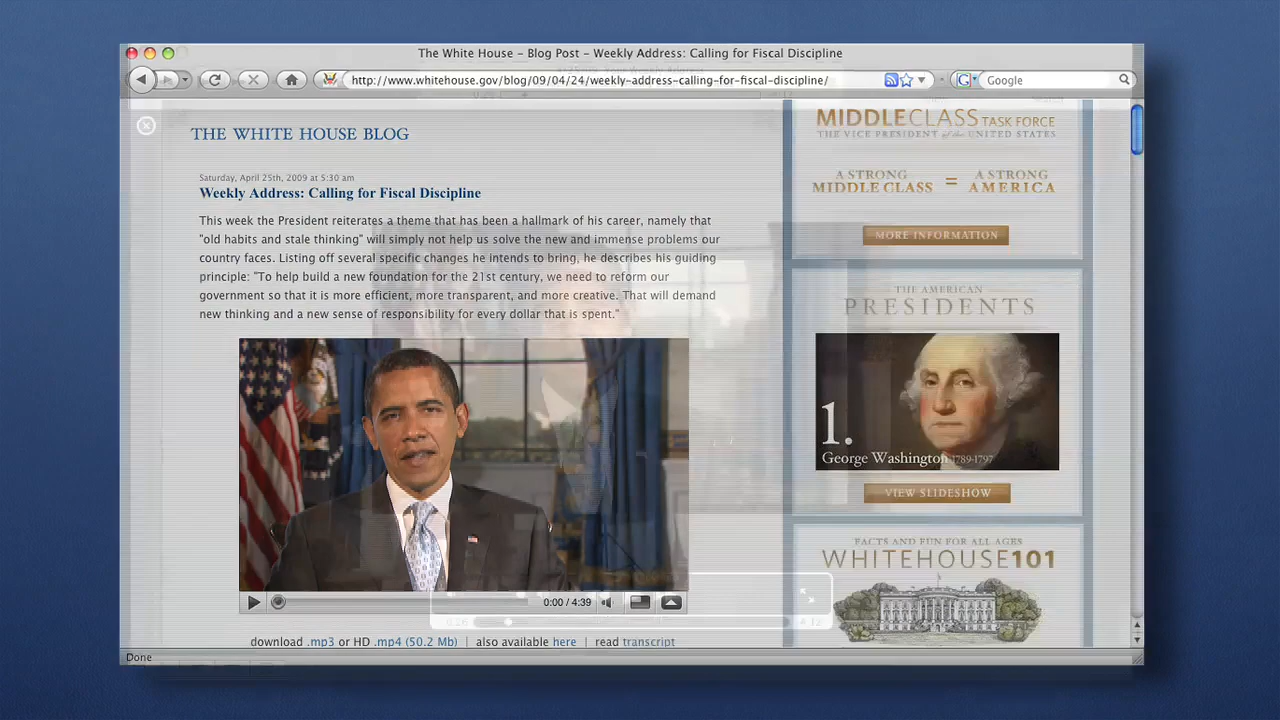 The White House – Blog Post – Weekly Address: Calling for Fiscal Discipline
http://www.whitehouse.gov/blog/09/04/24/weekly-address-calling-for-fiscal-discipline/
Google
THE WHITE HOUSE BLOG
Saturday, April 25th, 2009 at 5:30 am
Weekly Address: Calling for Fiscal Discipline
This week the President reiterates a theme that has been a hallmark of his career, namely that
"old habits and stale thinking" will simply not help us solve the new and immense problems our
country faces. Listing off several specific changes he intends to bring, he describes his guiding
principle: "To help build a new foundation for the 21st century, we need to reform our
government so that it is more efficient, more transparent, and more creative. That will demand
new thinking and a new sense of responsibility for every dollar that is spent."
0:00 / 4:39
download .mp3 or HD .mp4 (50.2 Mb) | also available here | read transcript
MIDDLECLASS TASK FORCE
THE VICE PRESIDENT of the UNITED STATES
A STRONG MIDDLE CLASS = A STRONG AMERICA
MORE INFORMATION
THE AMERICAN
PRESIDENTS
1.
George Washington 1789-1797
VIEW SLIDESHOW
FACTS AND FUN FOR ALL AGES
WHITEHOUSE101
Done